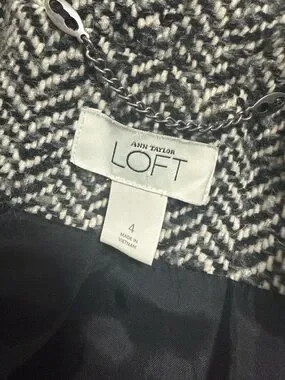 ANN TAYLOR
LOFT
4
MADE IN
VIETNAM